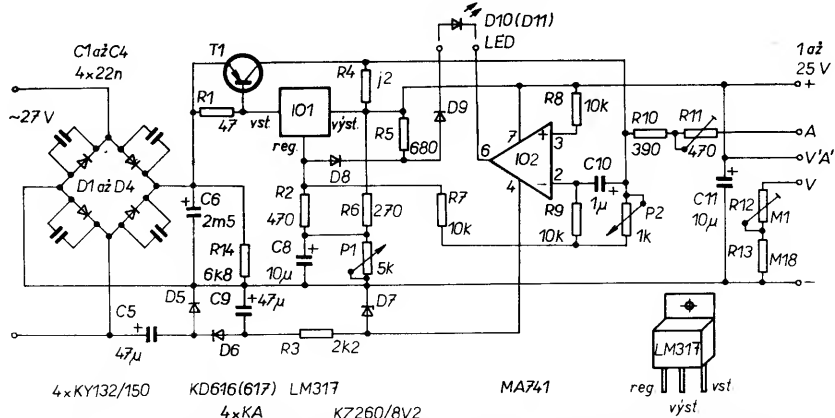 C1 až C4
4×22n
~27 V
D1 až D4
T1
R1
47
vst
IO1
výst.
reg.
R4
j2
R5
680
D8
D9
D10(D11)
LED
R2
470
C8
10µ
R6
270
P1
5k
R7
10k
C6
2m5
R14
6k8
C9
47µ
D5
D6
R3
2k2
D7
C5
47µ
R8
10k
7
3
6
IO2
2
4
C10
1µ
R9
10k
P2
1k
R10
390
R11
470
C11
10µ
R12
M1
R13
M18
1 až
25 V
+
A
V'A'
V
−
LM317
reg
výst.
vst.
4×KY132/150
KD616(617)
LM317
4×KA
KZ260/8V2
MA741